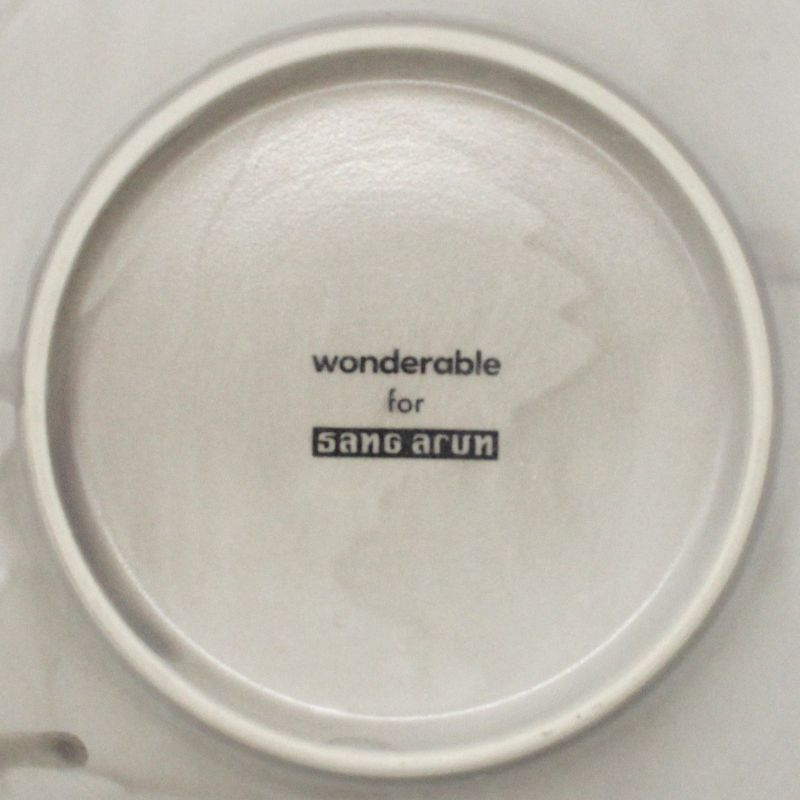 wonderable
for
sang arun